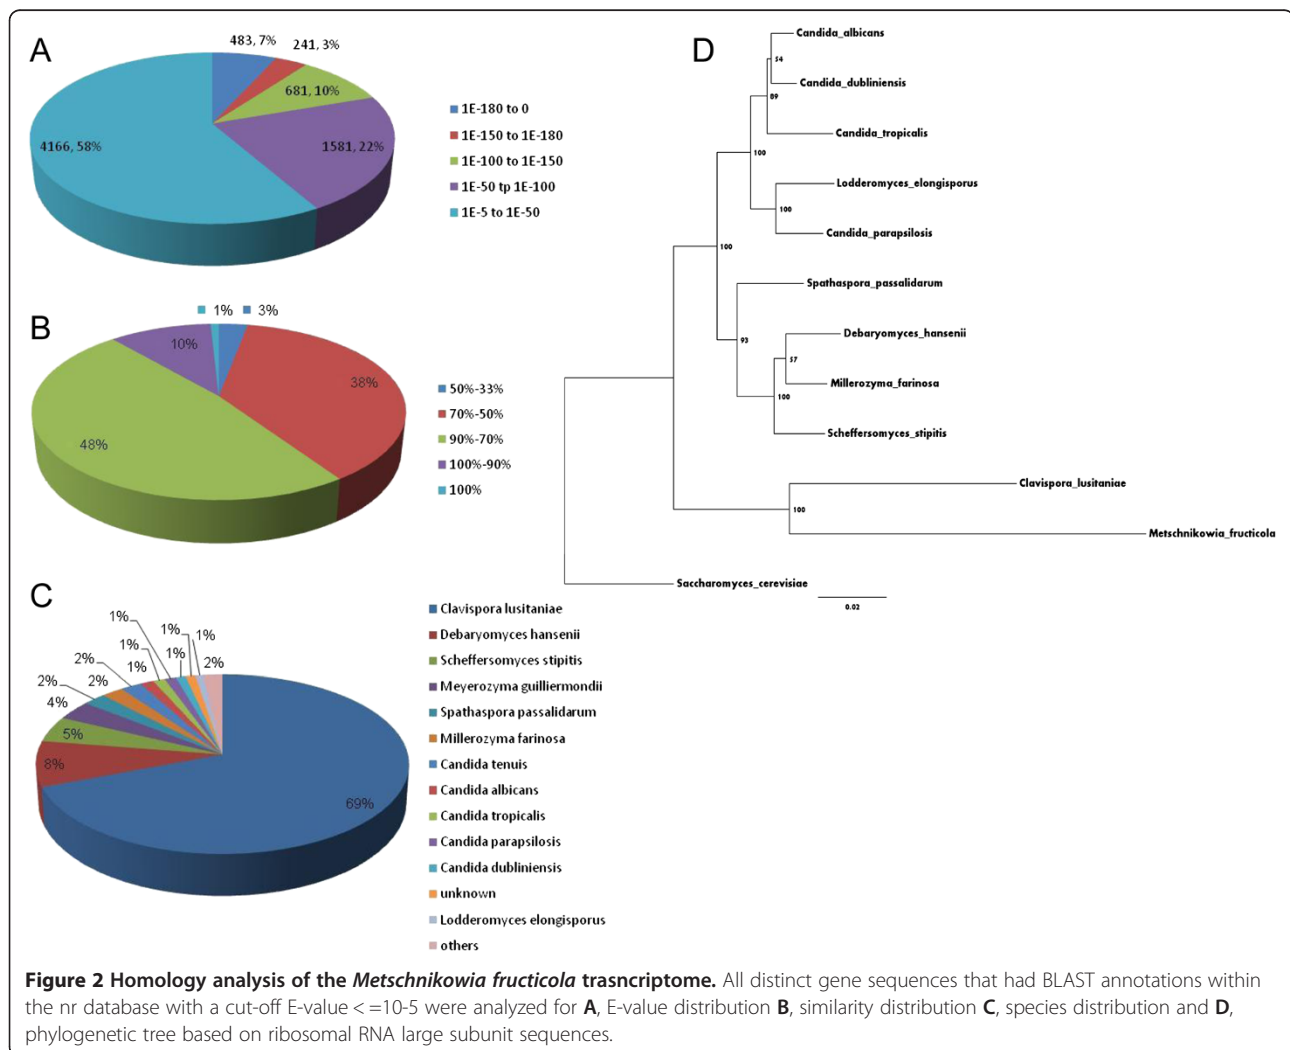 A
483, 7%
241, 3%
681, 10%
1581, 22%
4166, 58%
1E-180 to 0
1E-150 to 1E-180
1E-100 to 1E-150
1E-50 tp 1E-100
1E-5 to 1E-50
B
1%
3%
10%
38%
48%
50%-33%
70%-50%
90%-70%
100%-90%
100%
C
1%
1%
1%
1%
1%
2%
1%
2%
2%
2%
4%
5%
8%
69%
Clavispora lusitaniae
Debaryomyces hansenii
Scheffersomyces stipitis
Meyerozyma guilliermondii
Spathaspora passalidarum
Millerozyma farinosa
Candida tenuis
Candida albicans
Candida tropicalis
Candida parapsilosis
Candida dubliniensis
unknown
Lodderomyces elongisporus
others
D
Candida_albicans
54
Candida_dubliniensis
89
Candida_tropicalis
100
Lodderomyces_elongisporus
100
Candida_parapsilosis
100
Spathaspora_passalidarum
93
Debaryomyces_hansenii
57
Millerozyma_farinosa
100
Scheffersomyces_stipitis
Clavispora_lusitaniae
100
Metschnikowia_fructicola
Saccharomyces_cerevisiae
0.02
Figure 2 Homology analysis of the Metschnikowia fructicola trasncriptome. All distinct gene sequences that had BLAST annotations within
the nr database with a cut-off E-value < =10-5 were analyzed for A, E-value distribution B, similarity distribution C, species distribution and D,
phylogenetic tree based on ribosomal RNA large subunit sequences.